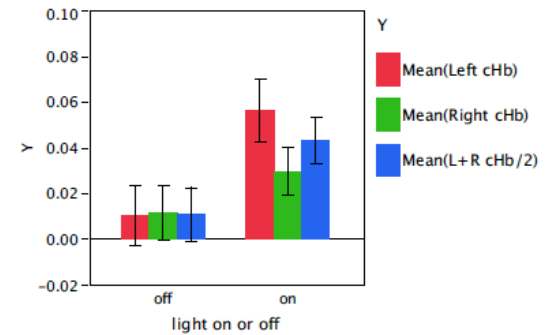 0.10
0.08
0.06
0.04
0.02
0.00
−0.02
Y
off
on
light on or off
Y
Mean(Left cHb)
Mean(Right cHb)
Mean(L+R cHb/2)